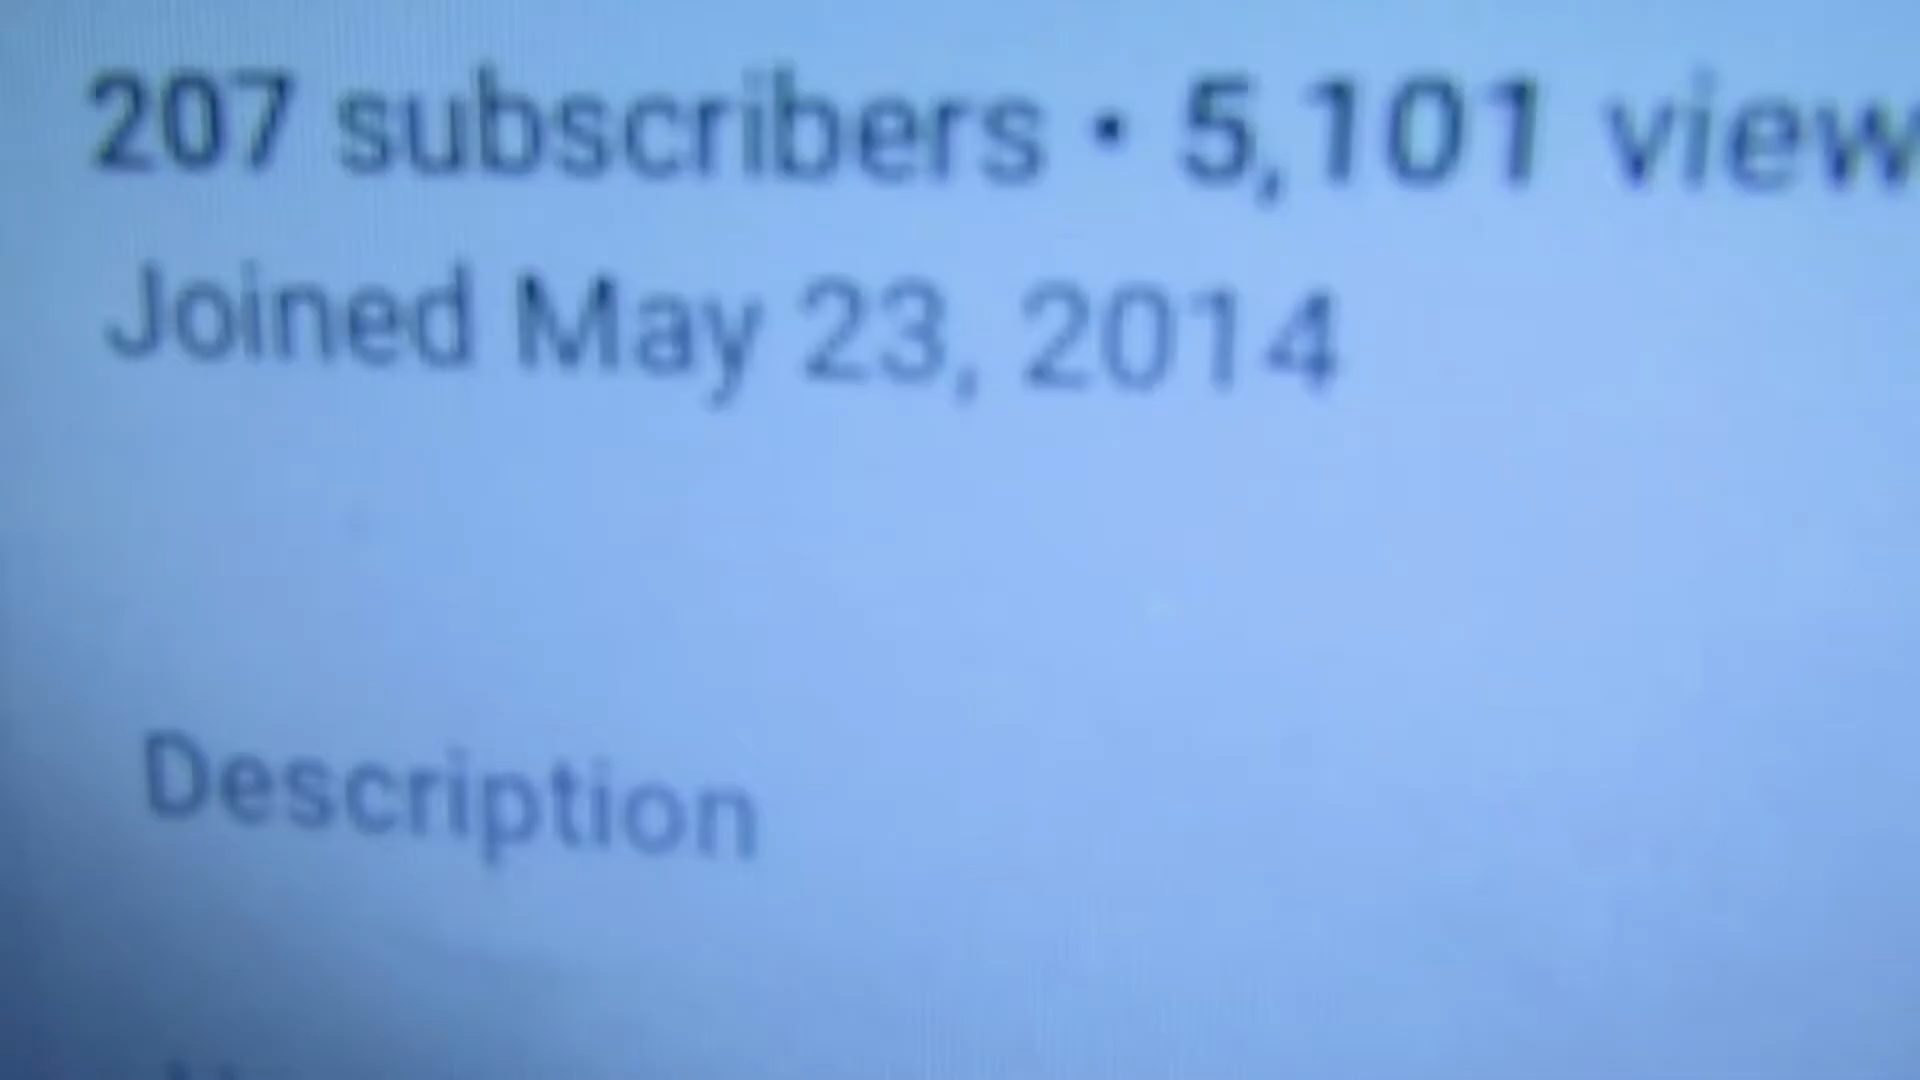 207 subscribers • 5,101 view
Joined May 23, 2014
Description